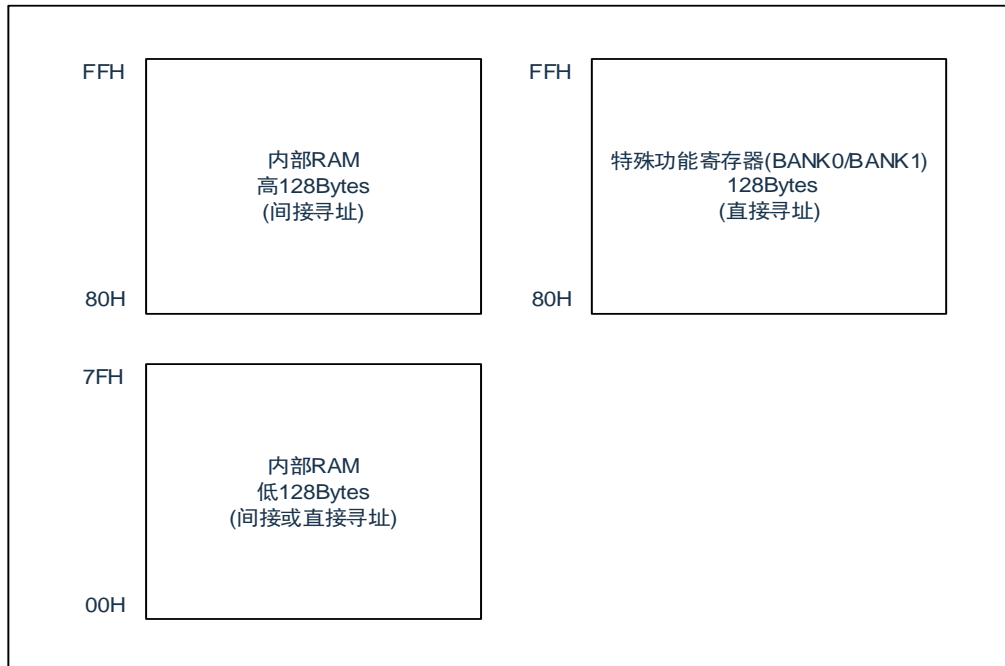 FFH
内部RAM
高128Bytes
(间接寻址)
80H
FFH
特殊功能寄存器(BANK0/BANK1)
128Bytes
(直接寻址)
80H
7FH
内部RAM
低128Bytes
(间接或直接寻址)
00H